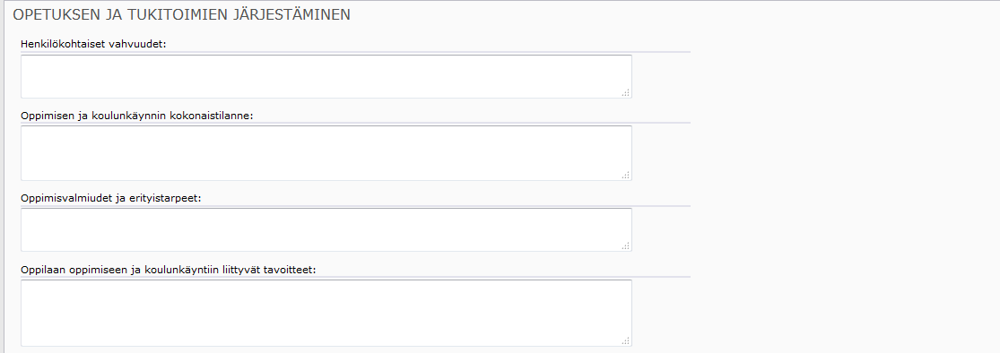 OPETUKSEN JA TUKITOIMIEN JÄRJESTÄMINEN
Henkilökohtaiset vahvuudet:
Oppimisen ja koulunkäynnin kokonaistilanne:
Oppimisvalmiudet ja erityistarpeet:
Oppilaan oppimiseen ja koulunkäyntiin liittyvät tavoitteet: